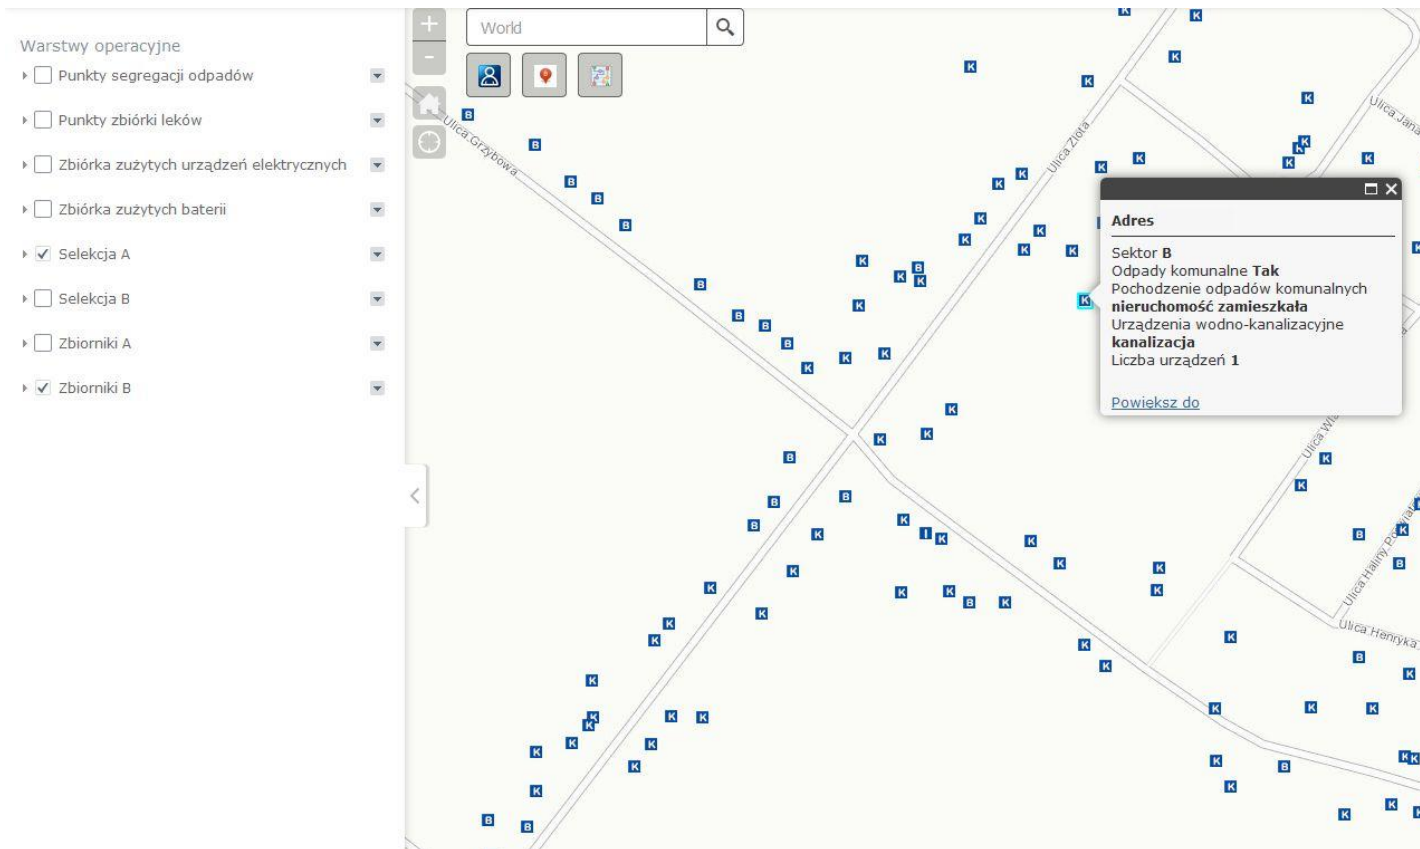 World
Warstwy operacyjne
Punkty segregacji odpadów
Punkty zbiórki leków
Zbiórka zużytych urządzeń elektrycznych
Zbiórka zużytych baterii
Selekcja A
Selekcja B
Zbiorniki A
Zbiorniki B
Ulica Grzybowa
Ulica Złota
Ulica Jana
Adres
Sektor B
Odpady komunalne Tak
Pochodzenie odpadów komunalnych
nieruchomość zamieszkała
Urządzenia wodno-kanalizacyjne
kanalizacja
Liczba urządzeń 1
Powiększ do
Ulica
Ulica Haliny
Ulica Henryka